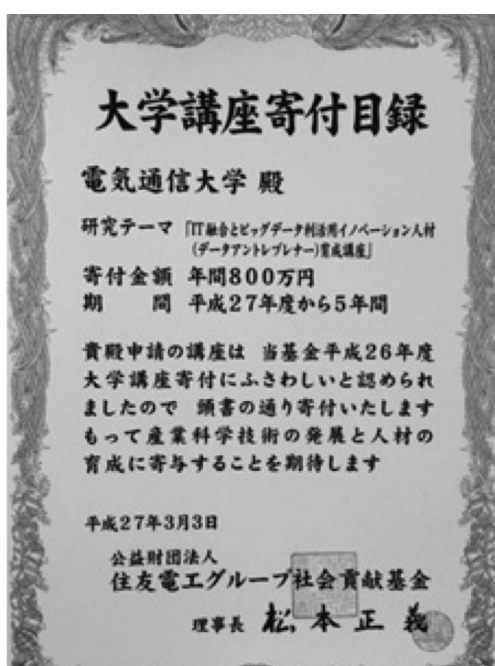 大学講座寄付目録
電気通信大学 殿
研究テーマ 「IT融合とビッグデータ利活用イノベーション人材
(データアントレプレナー)育成講座」
寄付金額 年間800万円
期 間 平成27年度から5年間
貴殿申請の講座は 当基金平成26年度
大学講座寄付にふさわしいと認められ
ましたので 頭書の通り寄付いたします
もって産業科学技術の発展と人材の
育成に寄与することを期待します
平成27年3月3日
公益財団法人
住友電工グループ社会貢献基金
理事長 松本正義